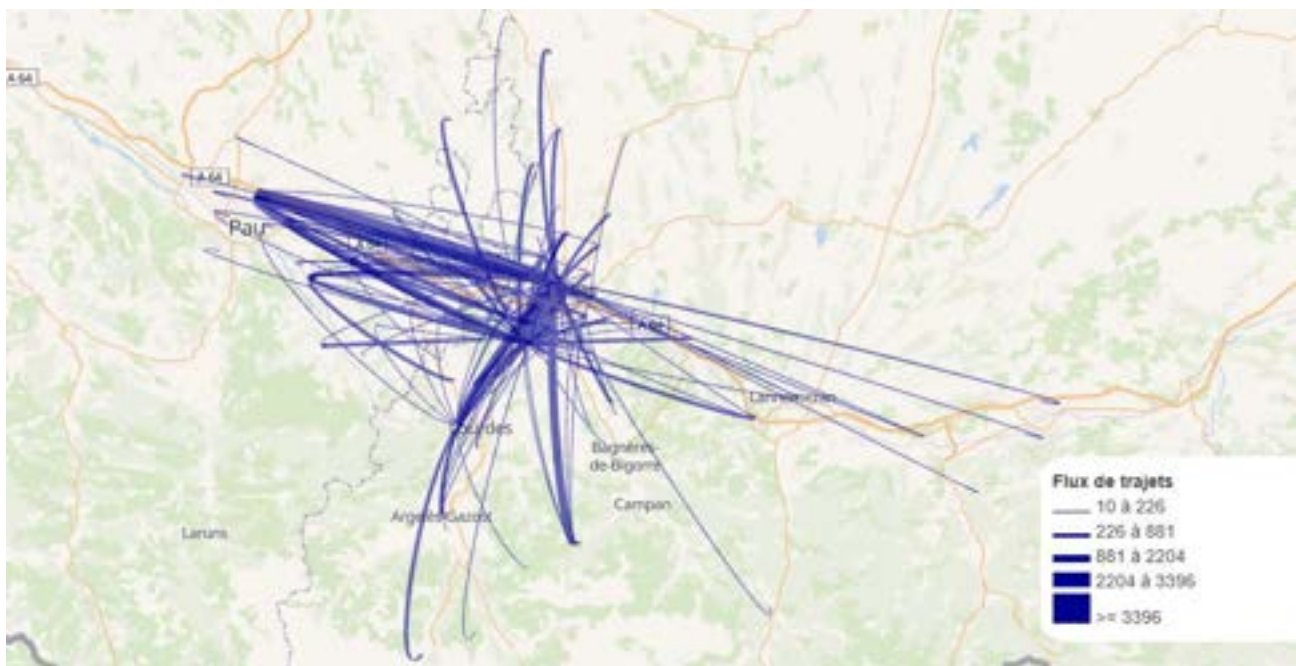 A 64
A-64
Pau
A 64
Lannemezan
Lourdes
Bagnères-
de-Bigorre
Campan
Argelès-Gazost
Laruns
Flux de trajets
10 à 226
226 à 881
881 à 2204
2204 à 3396
>= 3396